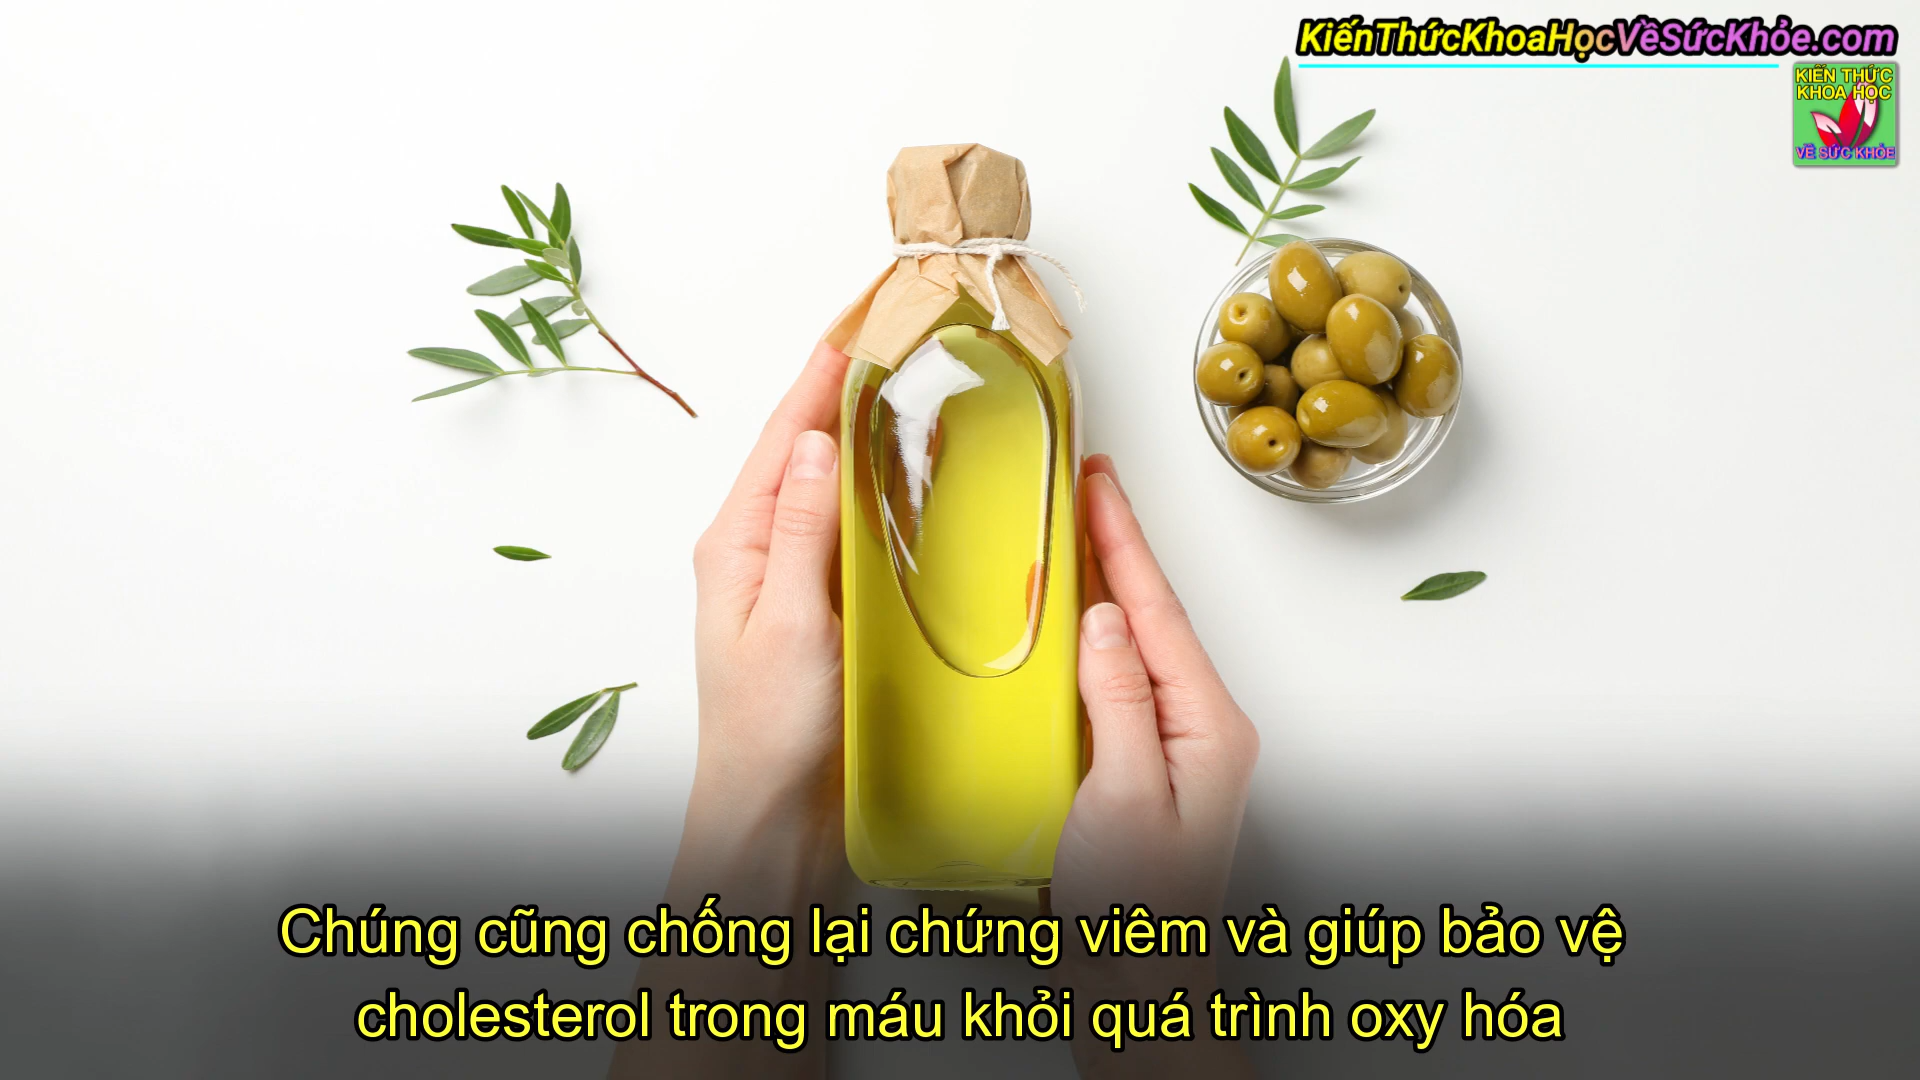 KiếnThứcKhoaHọcVềSứcKhỏe.com
KIẾN THỨC
KHOA HỌC
VỀ SỨC KHỎE
Chúng cũng chống lại chứng viêm và giúp bảo vệ
cholesterol trong máu khỏi quá trình oxy hóa